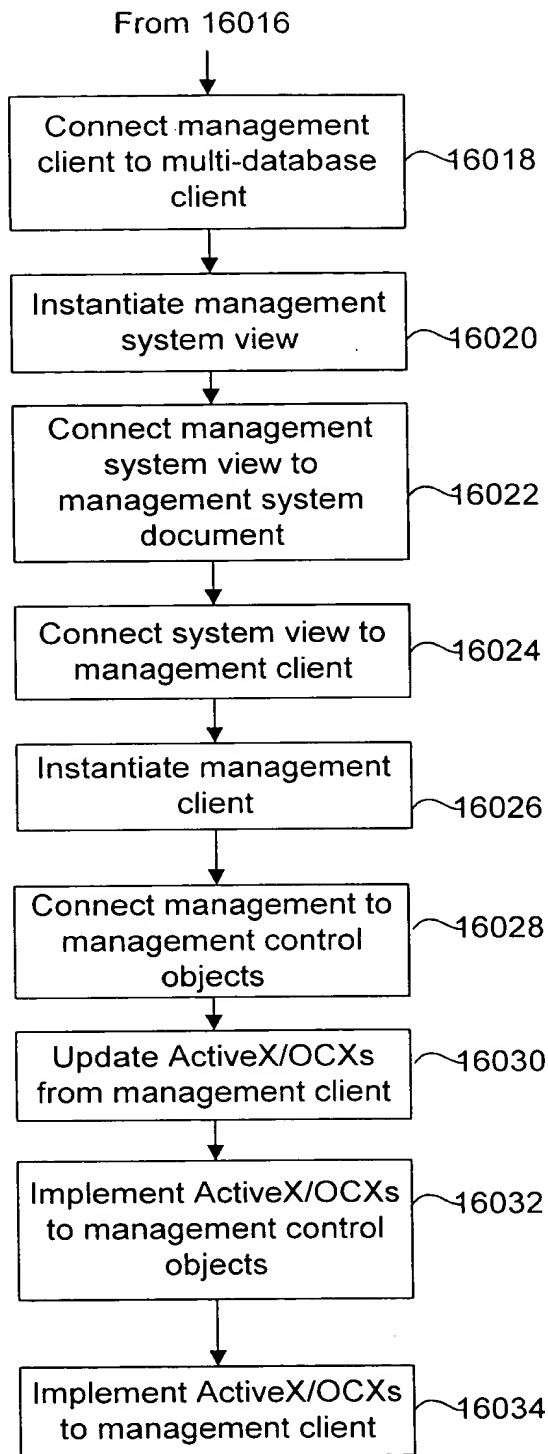 From 16016
Connect management
client to multi-database
client
16018
Instantiate management
system view
16020
Connect management
system view to
management system
document
16022
Connect system view to
management client
16024
Instantiate management
client
16026
Connect management to
management control
objects
16028
Update ActiveX/OCXs
from management client
16030
Implement ActiveX/OCXs
to management control
objects
16032
Implement ActiveX/OCXs
to management client
16034